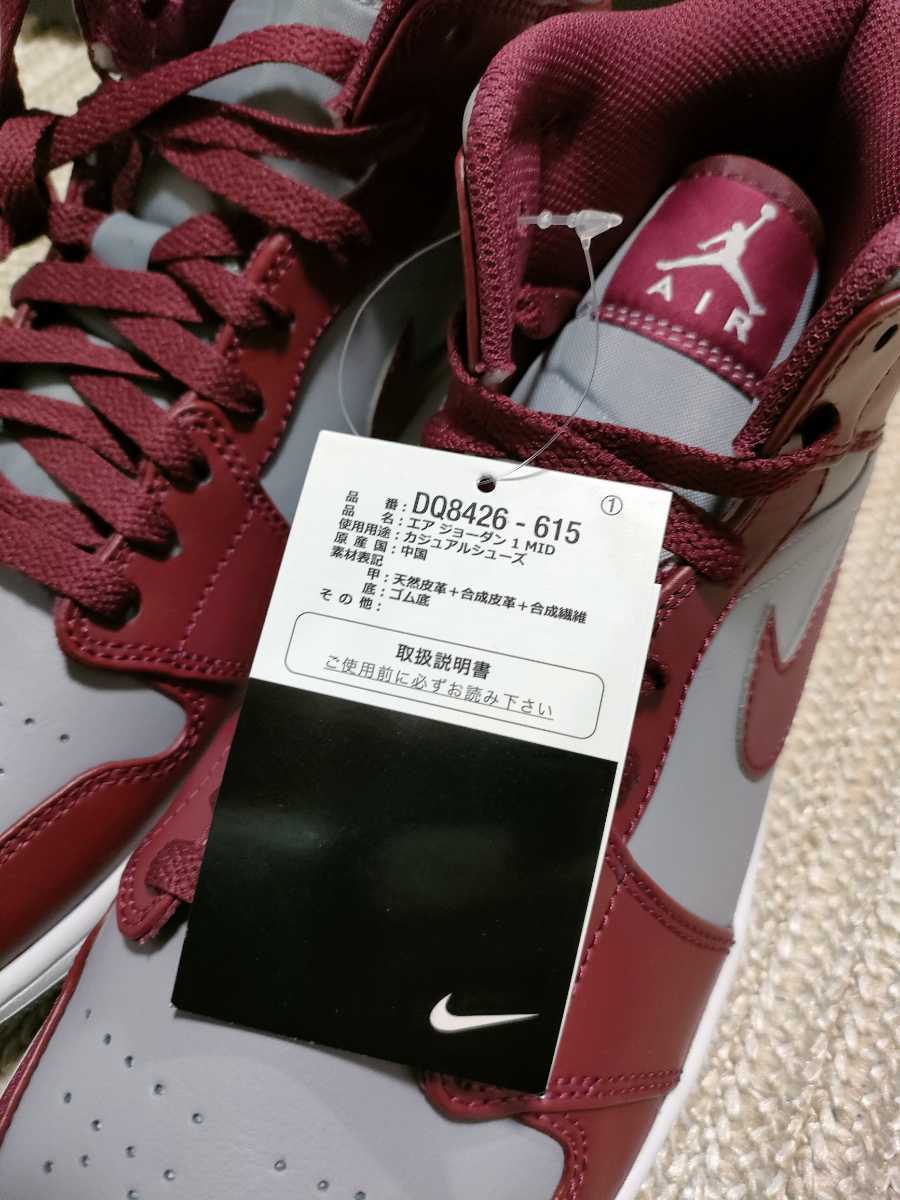 AIR
①
品 番 : DQ8426 - 615
品 名 : エア ジョーダン 1 MID
使用用途 : カジュアルシューズ
原 産 国 : 中国
素材表記
甲 : 天然皮革+合成皮革+合成繊維
底 : ゴム底
そ の 他 :
取扱説明書
ご使用前に必ずお読み下さい